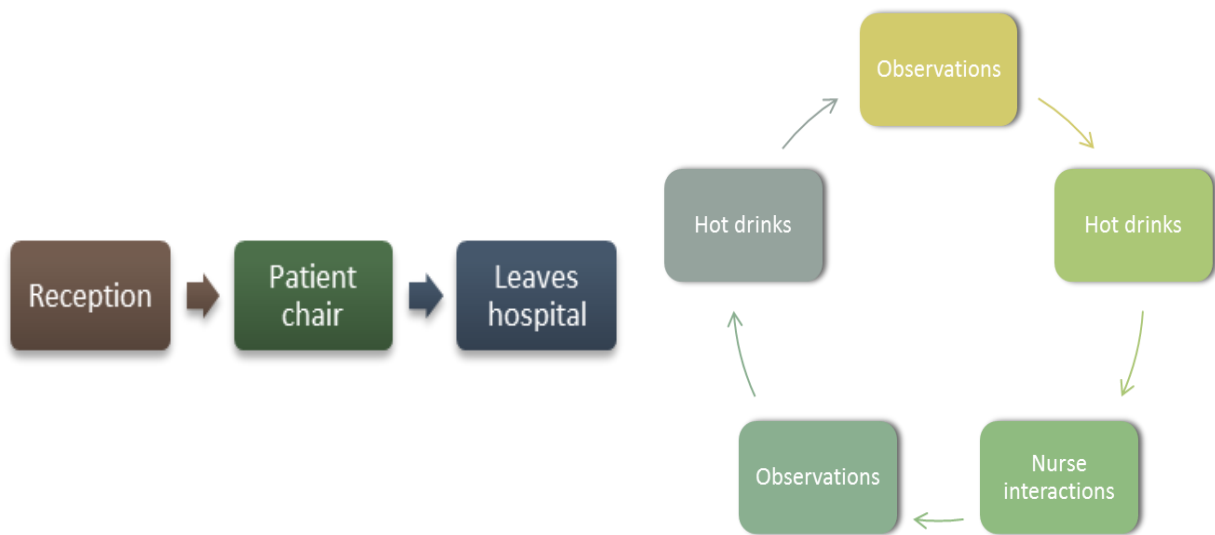 Reception
Patient
chair
Leaves
hospital
Observations
Hot drinks
Nurse
interactions
Observations
Hot drinks